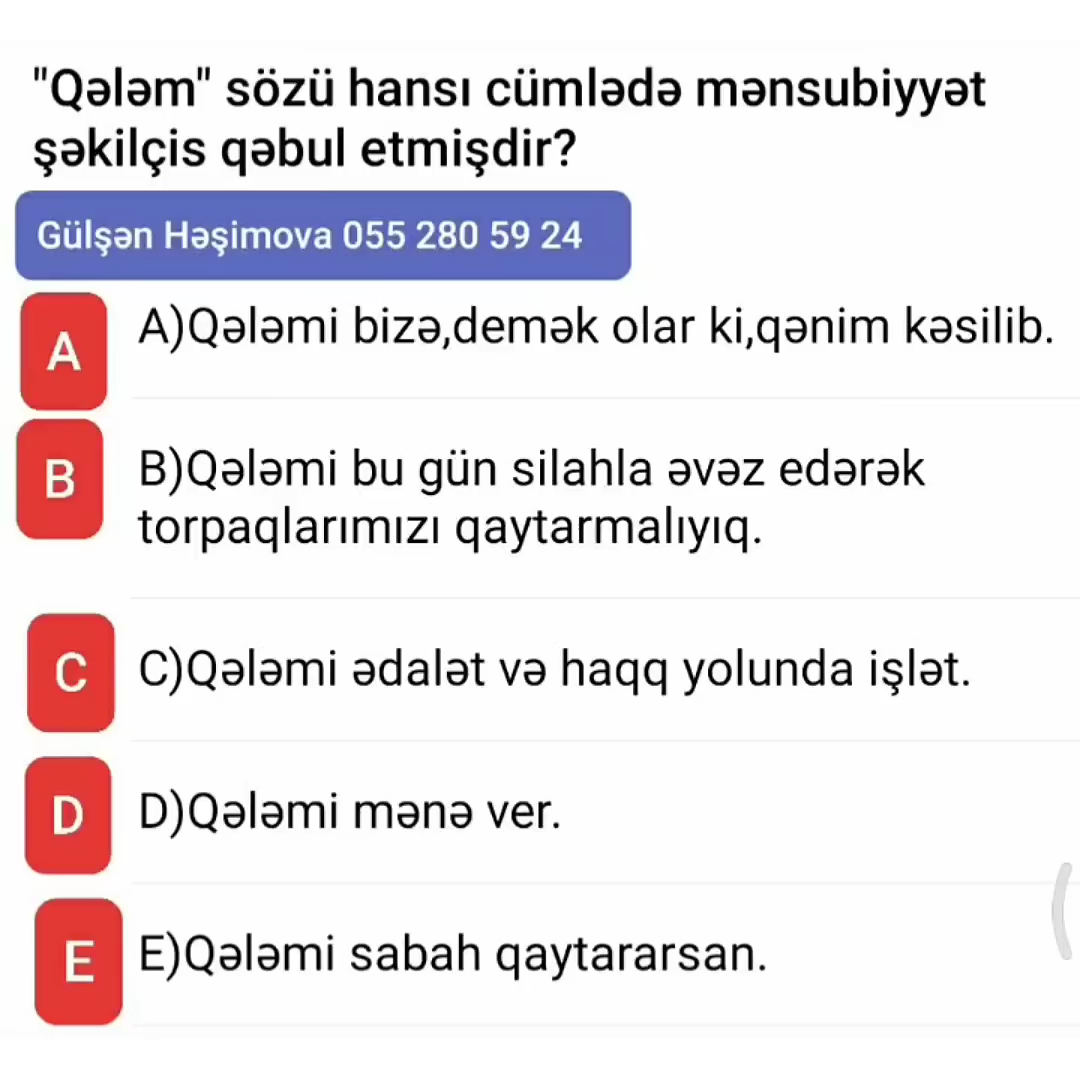 "Qələm" sözü hansı cümlədə mənsubiyyət
şəkilçis qəbul etmişdir?
Gülşən Həşimova 055 280 59 24
A
A)Qələmi bizə,demək olar ki,qənim kəsilib.
B
B)Qələmi bu gün silahla əvəz edərək
torpaqlarımızı qaytarmalıyıq.
C
C)Qələmi ədalət və haqq yolunda işlət.
D
D)Qələmi mənə ver.
E
E)Qələmi sabah qaytararsan.